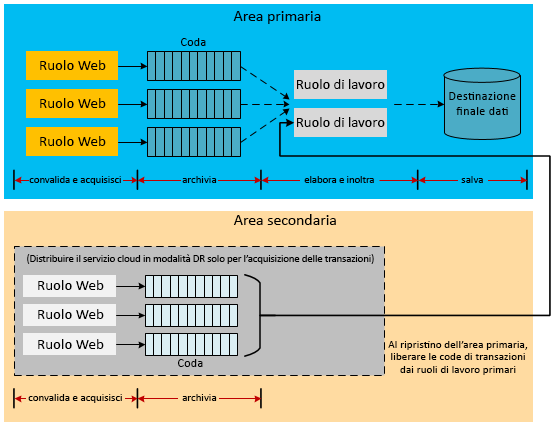 Area primaria
Coda
Ruolo Web
Ruolo Web
Ruolo Web
Ruolo di lavoro
Ruolo di lavoro
Destinazione
finale dati
convalida e acquisisci
archivia
elabora e inoltra
salva
Area secondaria
(Distribuire il servizio cloud in modalità DR solo per l'acquisizione delle transazioni)
Ruolo Web
Ruolo Web
Ruolo Web
Coda
Al ripristino dell'area primaria,
liberare le code di transazioni
dai ruoli di lavoro primari
convalida e acquisisci
archivia